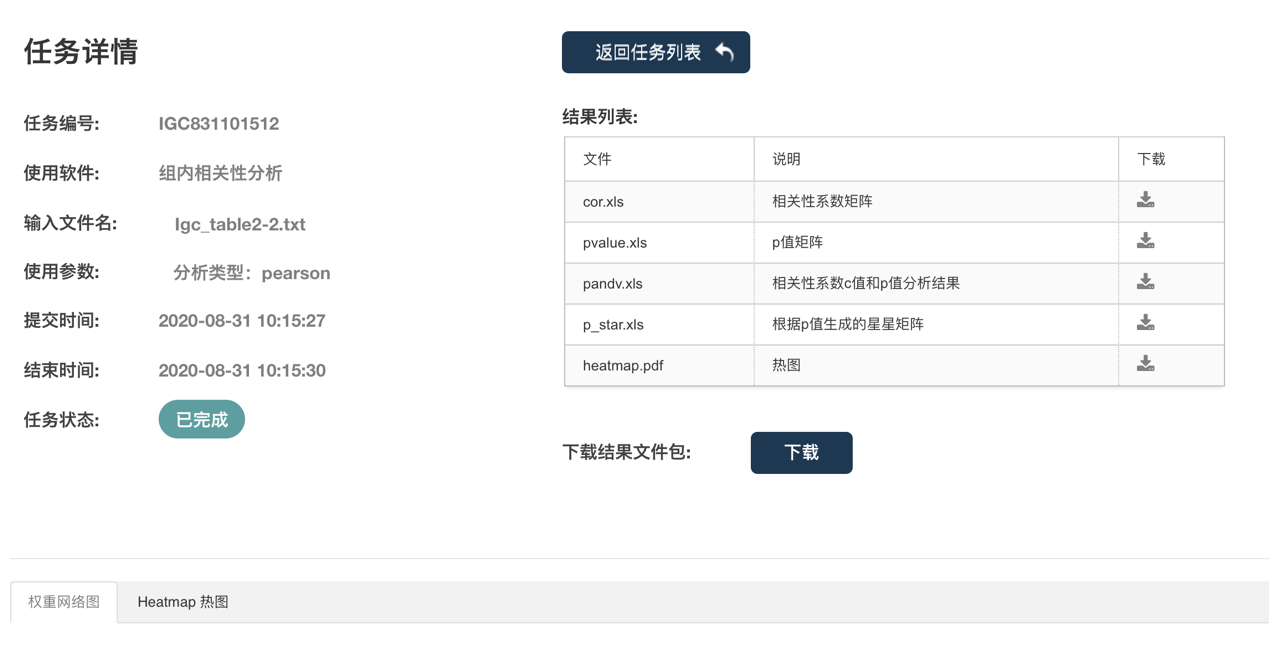 任务详情
任务编号: IGC831101512
使用软件: 组内相关性分析
输入文件名: Igc_table2-2.txt
使用参数: 分析类型：pearson
提交时间: 2020-08-31 10:15:27
结束时间: 2020-08-31 10:15:30
任务状态: 已完成
返回任务列表
结果列表:
文件 说明 下载
cor.xls 相关性系数矩阵
pvalue.xls p值矩阵
pandv.xls 相关性系数c值和p值分析结果
p_star.xls 根据p值生成的星星矩阵
heatmap.pdf 热图
下载结果文件包: 下载
权重网络图 Heatmap 热图